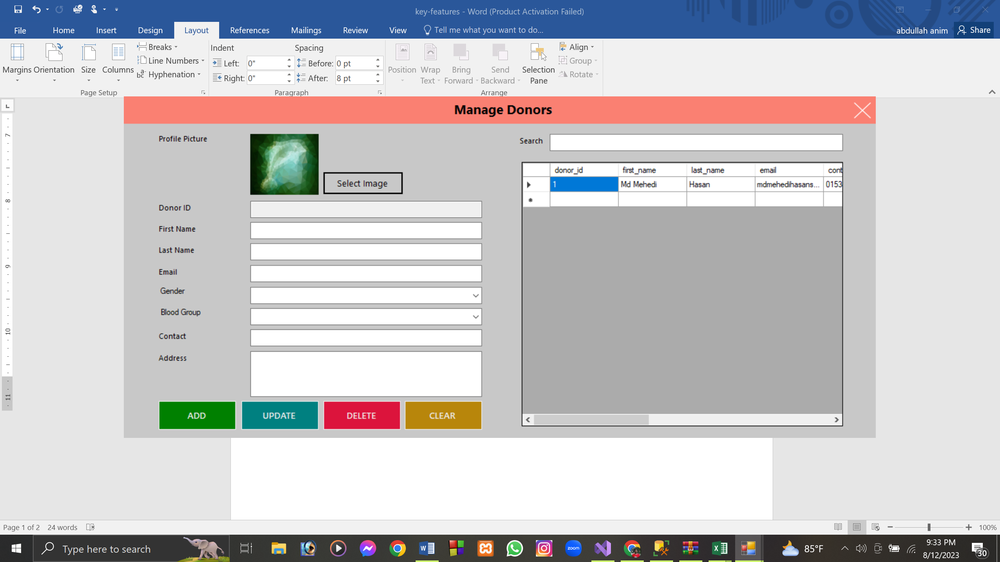 key-features - Word (Product Activation Failed)
File Home Insert Design Layout References Mailings Review View Tell me what you want to do...
abdullah anim Share
Margins Orientation Size Columns
Breaks
Line Numbers
Hyphenation
Page Setup
Indent Spacing
Left: 0" Before: 0 pt
Right: 0" After: 8 pt
Paragraph
Position Wrap Text Bring Forward Send Backward Selection Pane
Align
Group
Rotate
Arrange
L
7
8
9
10
11
Manage Donors
Profile Picture
Select Image
Donor ID
First Name
Last Name
Email
Gender
Blood Group
Contact
Address
ADD UPDATE DELETE CLEAR
Search
donor_id first_name last_name email cont
1 Md Mehedi Hasan mdmehedihasans... 0153
Page 1 of 2 24 words
100%
Type here to search
zoom
85°F
9:33 PM
8/12/2023
30